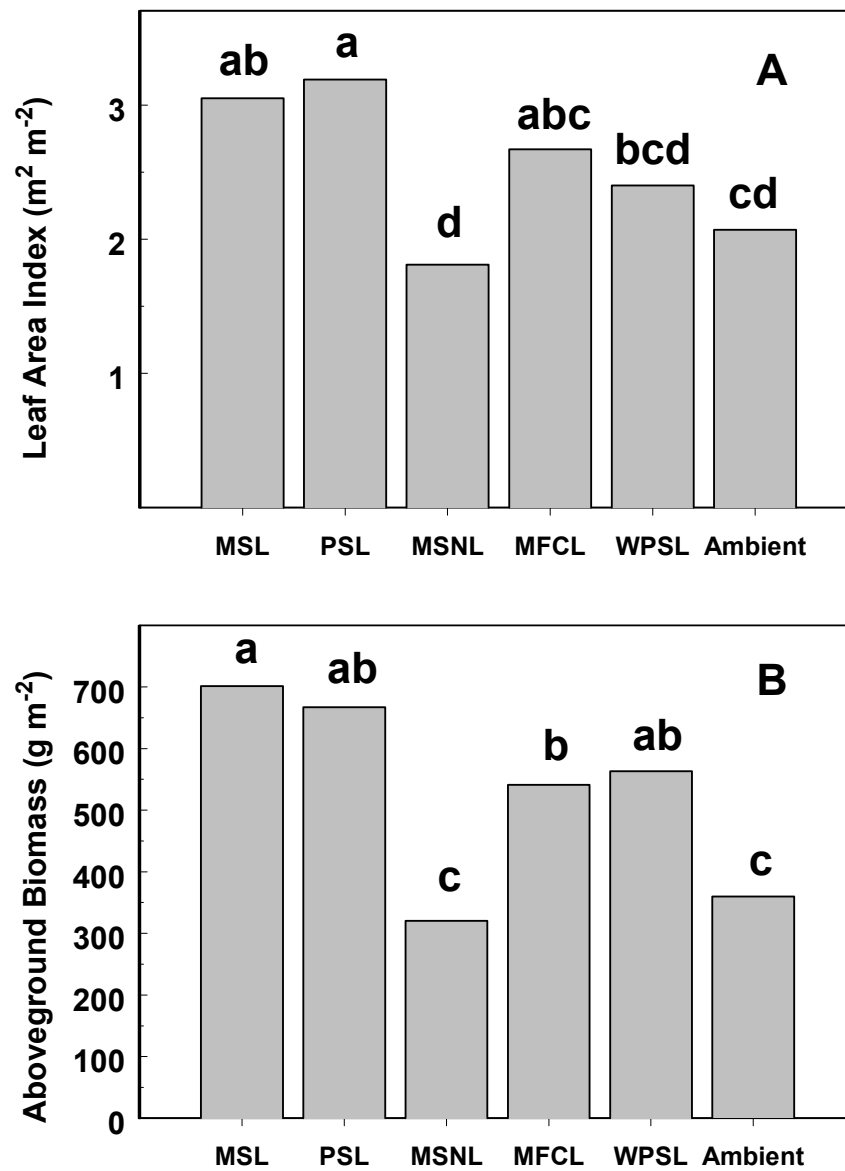 A
Leaf Area Index (m² m⁻²)
3
2
1
ab
a
d
abc
bcd
cd
MSL PSL MSNL MFCL WPSL Ambient
B
Aboveground Biomass (g m⁻²)
700
600
500
400
300
200
100
0
a
ab
c
b
ab
c
MSL PSL MSNL MFCL WPSL Ambient